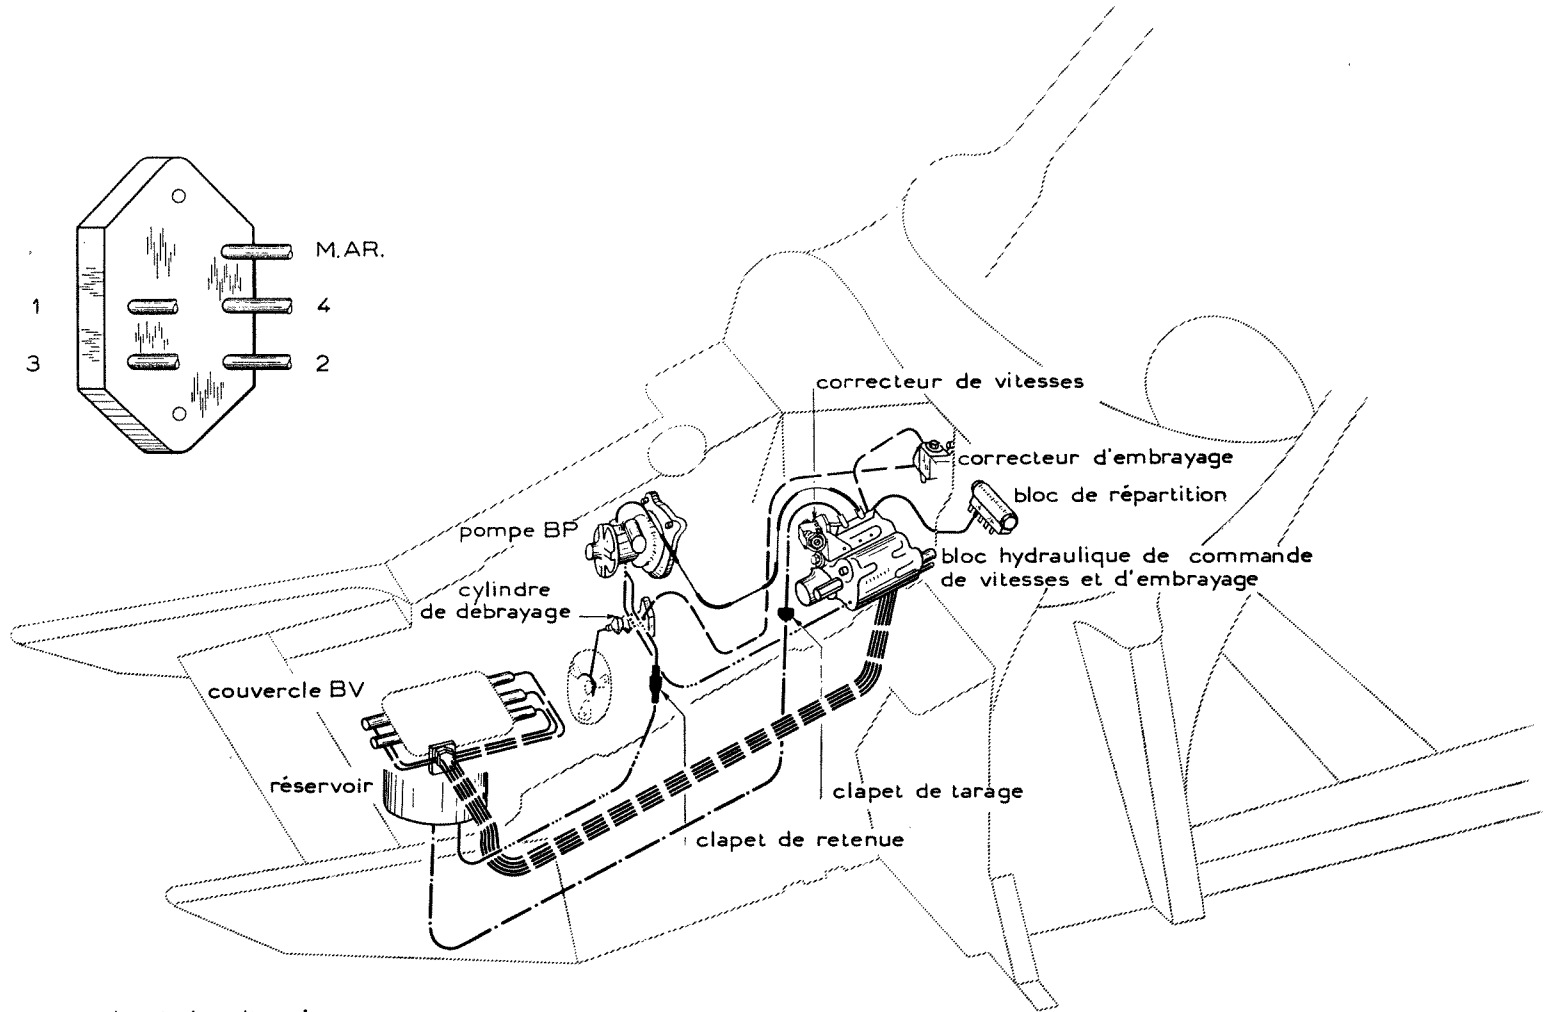 M.AR.
1
4
3
2
correcteur de vitesses
correcteur d'embrayage
bloc de répartition
pompe BP
bloc hydraulique de commande
de vitesses et d'embrayage
cylindre
de débrayage
couvercle BV
réservoir
clapet de tarage
clapet de retenue